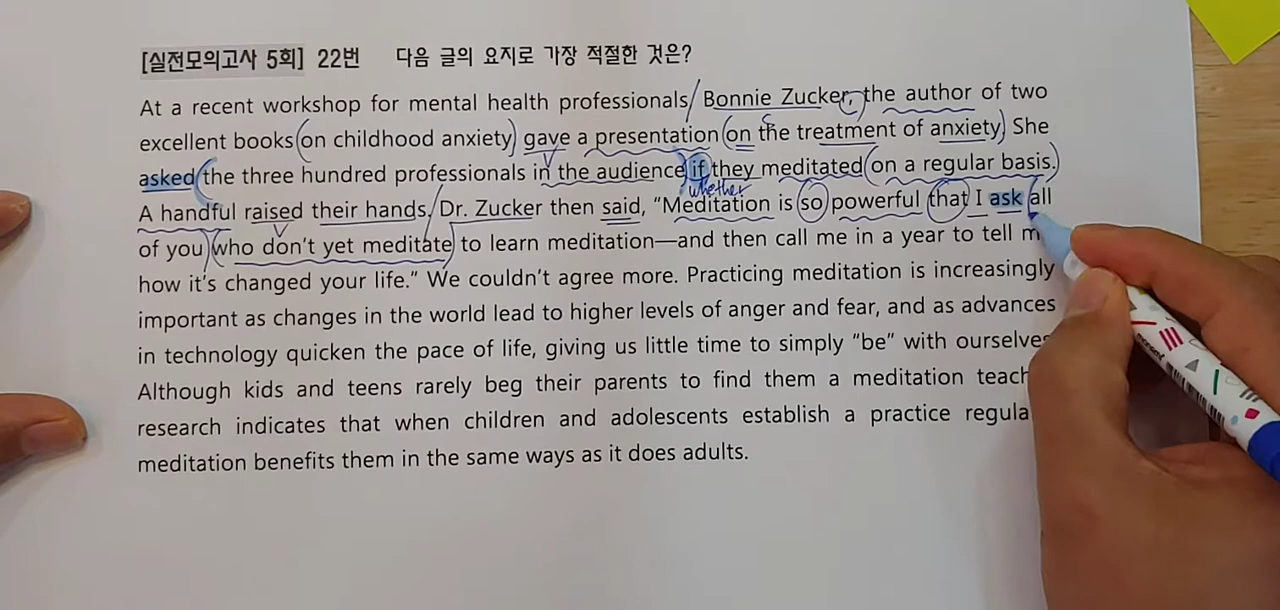 [실전모의고사 5회] 22번 다음 글의 요지로 가장 적절한 것은?
At a recent workshop for mental health professionals/ Bonnie Zucker, the author of two
excellent books (on childhood anxiety) gave a presentation (on the treatment of anxiety) She
asked (the three hundred professionals in the audience) if they meditated (on a regular basis.)
whether
A handful raised their hands./ Dr. Zucker then said, “Meditation is so powerful that I ask (all
of you) (who don't yet meditate) to learn meditation—and then call me in a year to tell
how it's changed your life.” We couldn't agree more. Practicing meditation is increasingly
important as changes in the world lead to higher levels of anger and fear, and as advances
in technology quicken the pace of life, giving us little time to simply “be” with
Although kids and teens rarely beg their parents to find them a meditation
research indicates that when children and adolescents establish a practice
meditation benefits them in the same ways as it does adults.